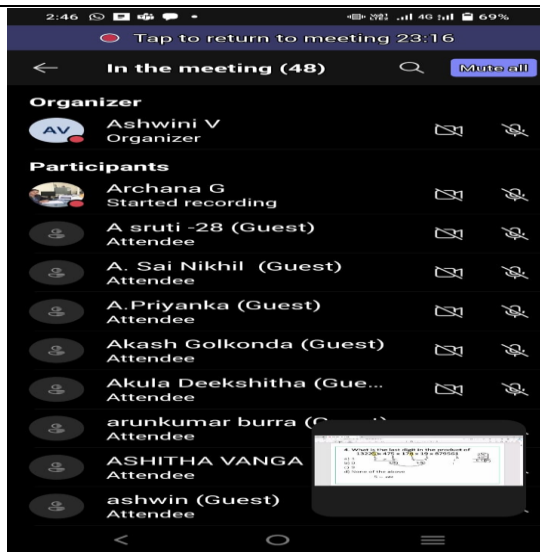 2:46 69%
Tap to return to meeting 23:16
In the meeting (48) Mute all
Organizer
AV Ashwini V
Organizer
Participants
Archana G
Started recording
A sruti -28 (Guest)
Attendee
A. Sai Nikhil (Guest)
Attendee
A.Priyanka (Guest)
Attendee
Akash Golkonda (Guest)
Attendee
Akula Deekshitha (Gue...
Attendee
arunkumar burra
Attendee
ASHITHA VANGA
Attendee
4. What is the last digit in the product of
d) None of the above
ashwin (Guest)
Attendee